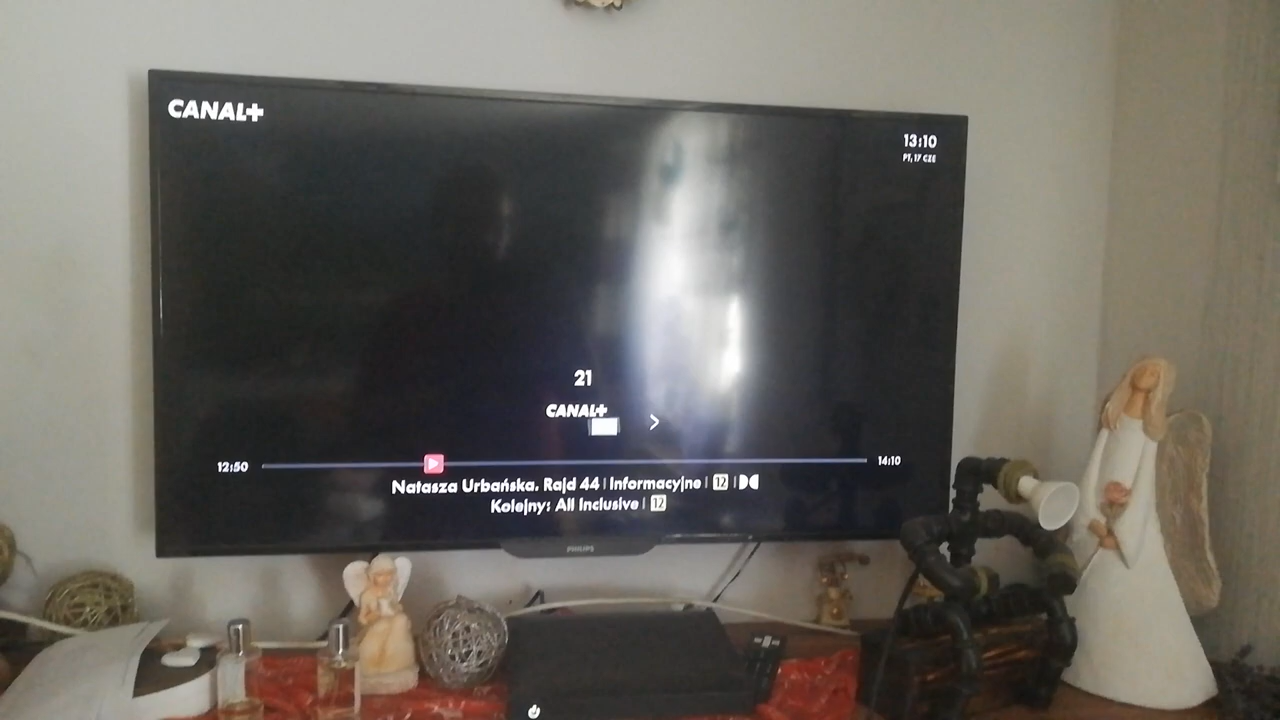 CANAL+
13:10
PT, 17 CZE
21
CANAL+
12:50
14:10
Natasza Urbańska. Rajd 44 | Informacyjne | 12 |
Kolejny: All Inclusive | 12
PHILIPS